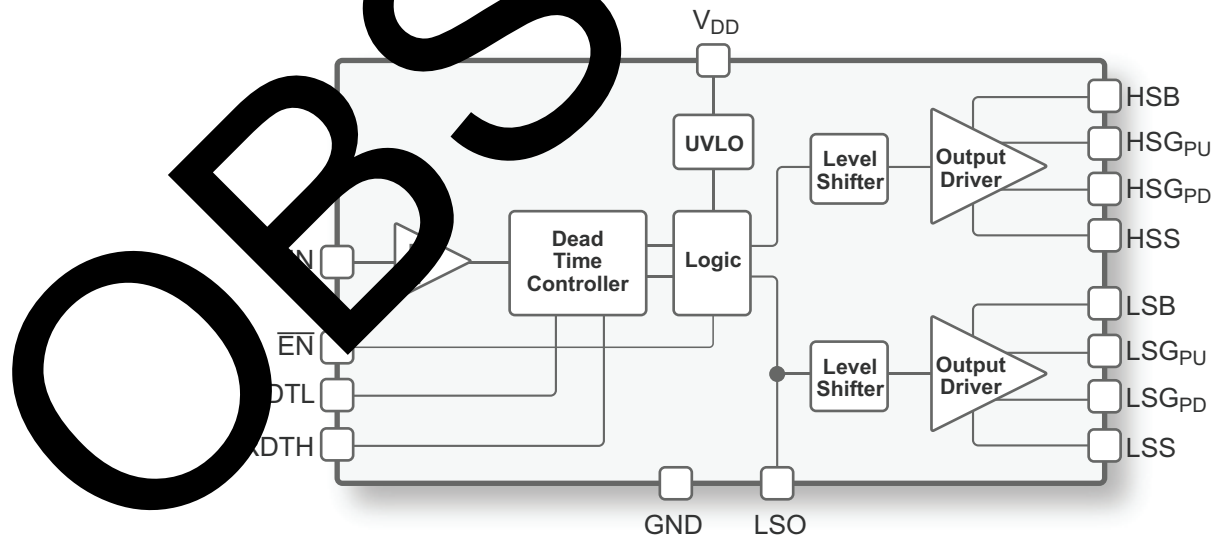 OBS
VDD
UVLO
Level
Shifter
Output
Driver
HSB
HSGPU
HSGPD
HSS
Dead
Time
Controller
Logic
EN
Level
Shifter
Output
Driver
LSB
LSGPU
LSGPD
LSS
GND
LSO